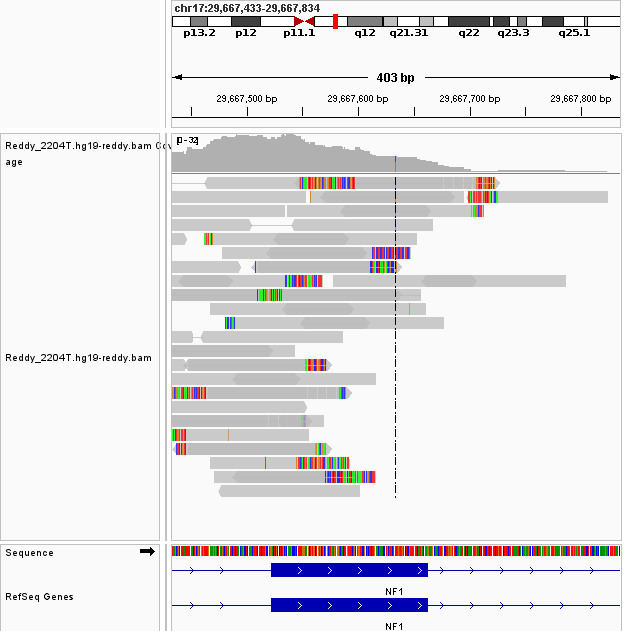 chr17:29,667,433-29,667,834
p13.2 p12 p11.1 q12 q21.31 q22 q23.3 q25.1
403 bp
29,667,500 bp 29,667,600 bp 29,667,700 bp 29,667,800 bp
[0-32]
Reddy_2204T.hg19-reddy.bam Cov
age
Reddy_2204T.hg19-reddy.bam
Sequence
NF1
RefSeq Genes
NF1